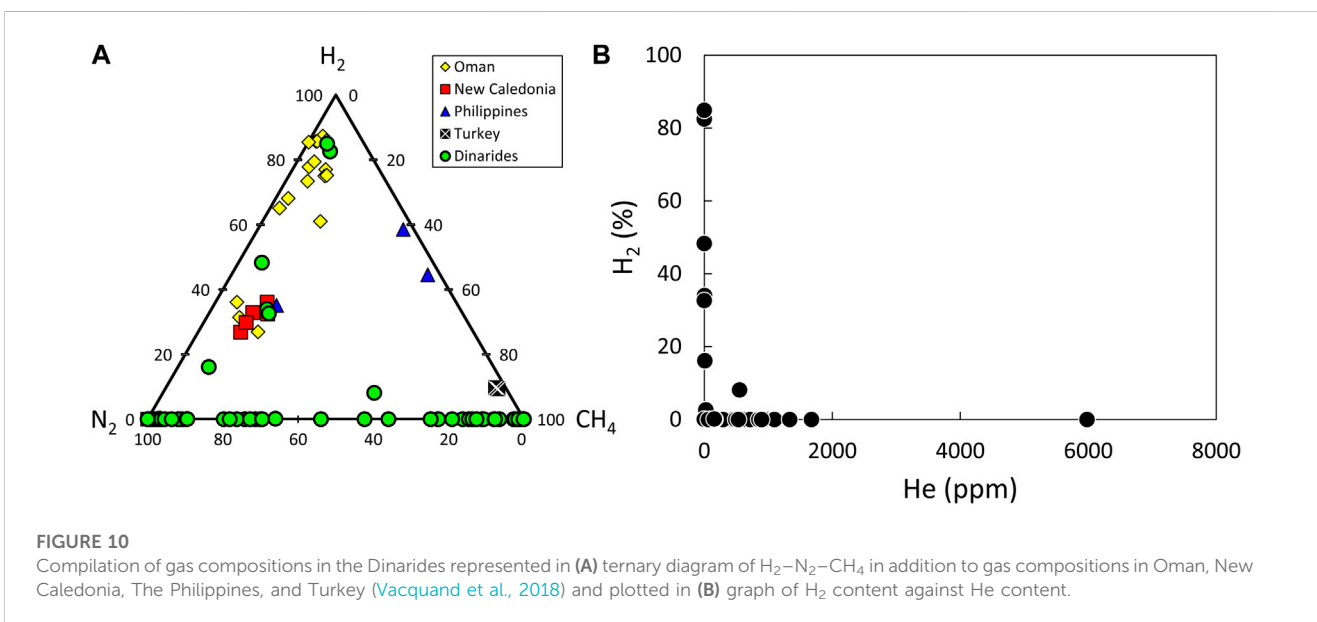 A
H₂
100 0
80 20
60 40
40 60
20 80
N₂ 0 100 CH₄
100 80 60 40 20 0
Oman
New Caledonia
Philippines
Turkey
Dinarides
B
100
80
60
40
20
0
H₂ (%)
0 2000 4000 6000 8000
He (ppm)
FIGURE 10
Compilation of gas compositions in the Dinarides represented in (A) ternary diagram of H₂–N₂–CH₄ in addition to gas compositions in Oman, New
Caledonia, The Philippines, and Turkey (Vacquand et al., 2018) and plotted in (B) graph of H₂ content against He content.